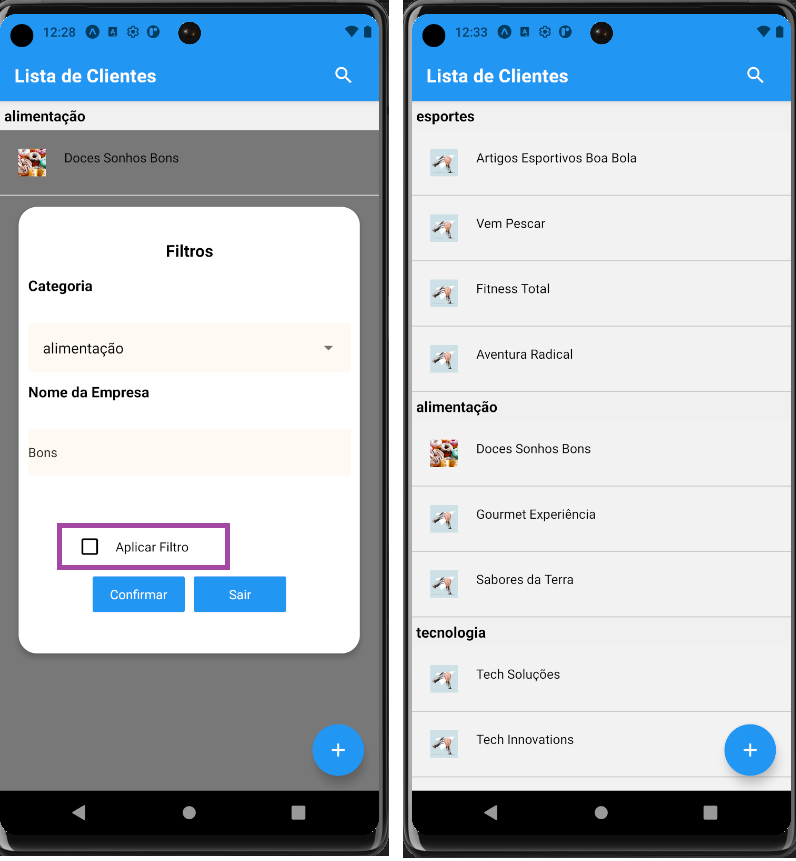 12:28
Lista de Clientes
alimentação
Doces Sonhos Bons
Filtros
Categoria
alimentação
Nome da Empresa
Bons
Aplicar Filtro
Confirmar
Sair
12:33
Lista de Clientes
esportes
Artigos Esportivos Boa Bola
Vem Pescar
Fitness Total
Aventura Radical
alimentação
Doces Sonhos Bons
Gourmet Experiência
Sabores da Terra
tecnologia
Tech Soluções
Tech Innovations